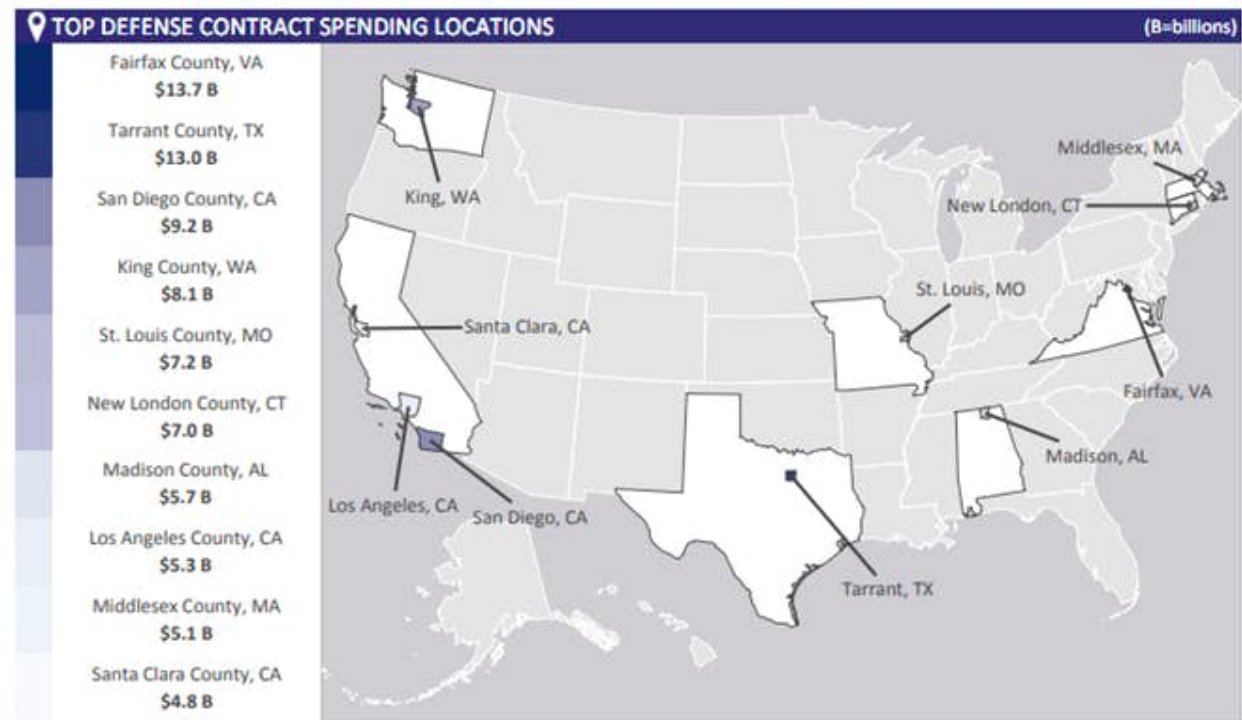 TOP DEFENSE CONTRACT SPENDING LOCATIONS (B=billions)
Fairfax County, VA
$13.7 B
Tarrant County, TX
$13.0 B
San Diego County, CA
$9.2 B
King County, WA
$8.1 B
St. Louis County, MO
$7.2 B
New London County, CT
$7.0 B
Madison County, AL
$5.7 B
Los Angeles County, CA
$5.3 B
Middlesex County, MA
$5.1 B
Santa Clara County, CA
$4.8 B
Middlesex, MA
King, WA
New London, CT
St. Louis, MO
Santa Clara, CA
Fairfax, VA
Madison, AL
Los Angeles, CA
San Diego, CA
Tarrant, TX